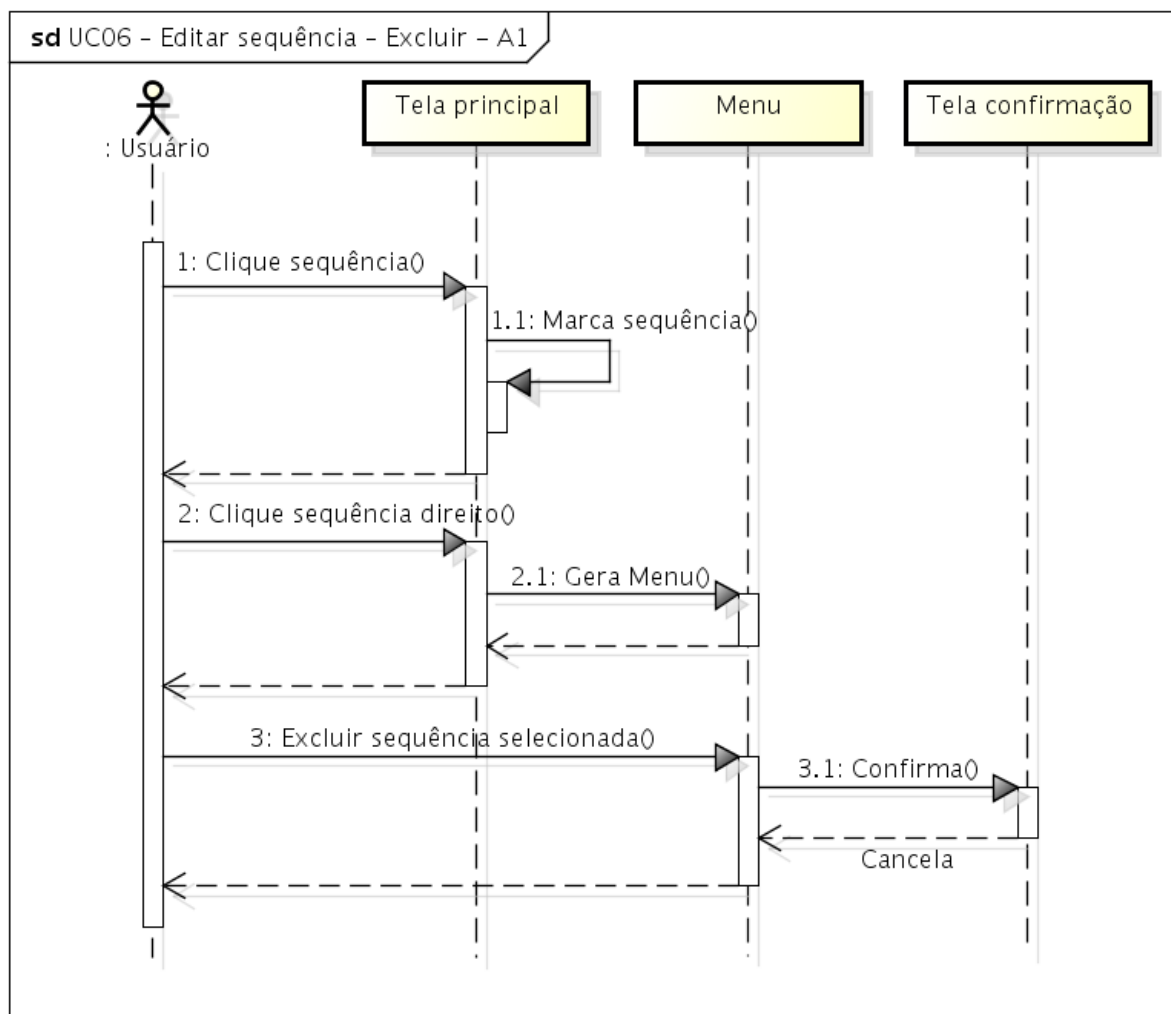 sd UC06 – Editar sequência – Excluir – A1
Tela principal
Menu
Tela confirmação
: Usuário
1: Clique sequência()
1.1: Marca sequência()
2: Clique sequência direito()
2.1: Gera Menu()
3: Excluir sequência selecionada()
3.1: Confirma()
Cancela